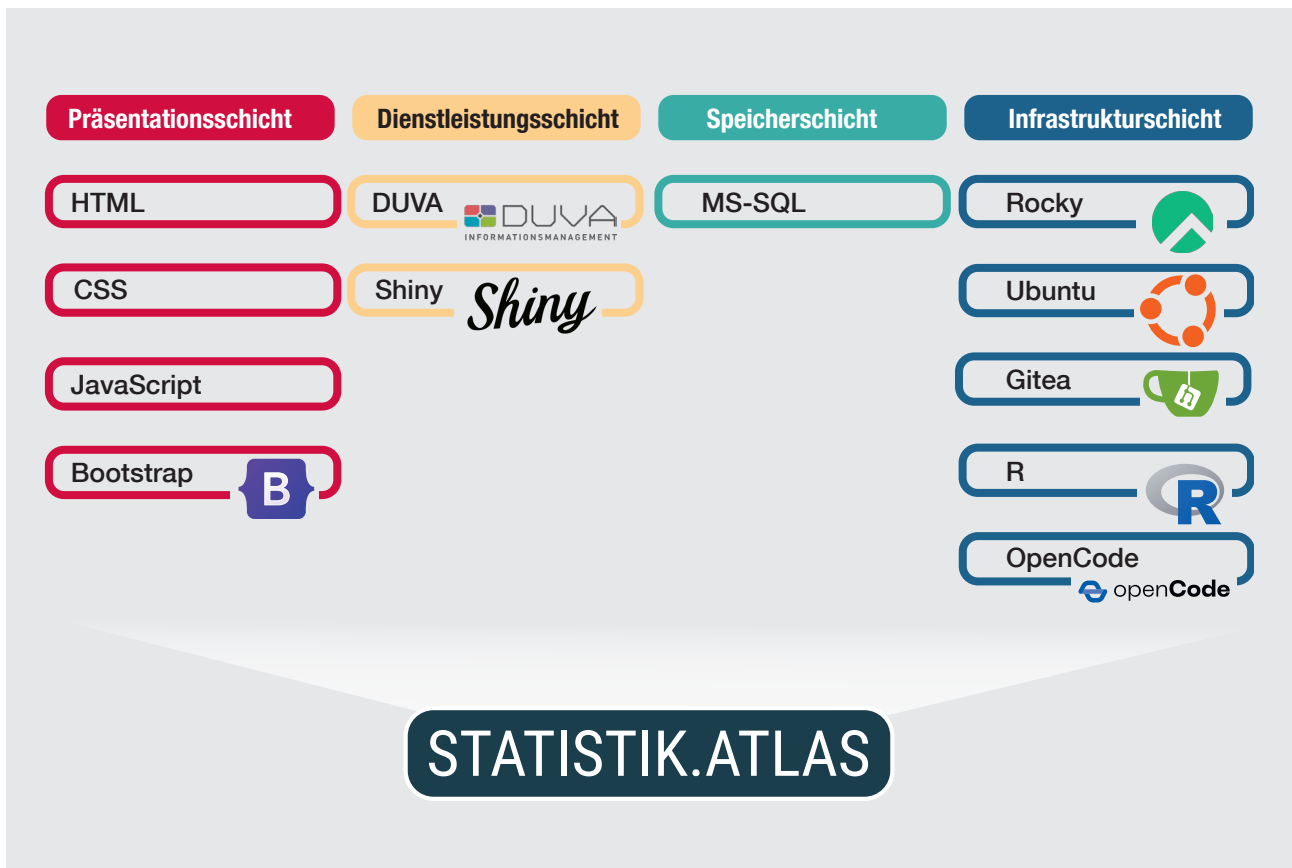 Präsentationsschicht
Dienstleistungsschicht
Speicherschicht
Infrastrukturschicht
HTML
DUVA
DUVA
INFORMATIONSMANAGEMENT
MS-SQL
Rocky
CSS
Shiny
Shiny
Ubuntu
JavaScript
Gitea
Bootstrap
B
R
R
OpenCode
openCode
STATISTIK.ATLAS